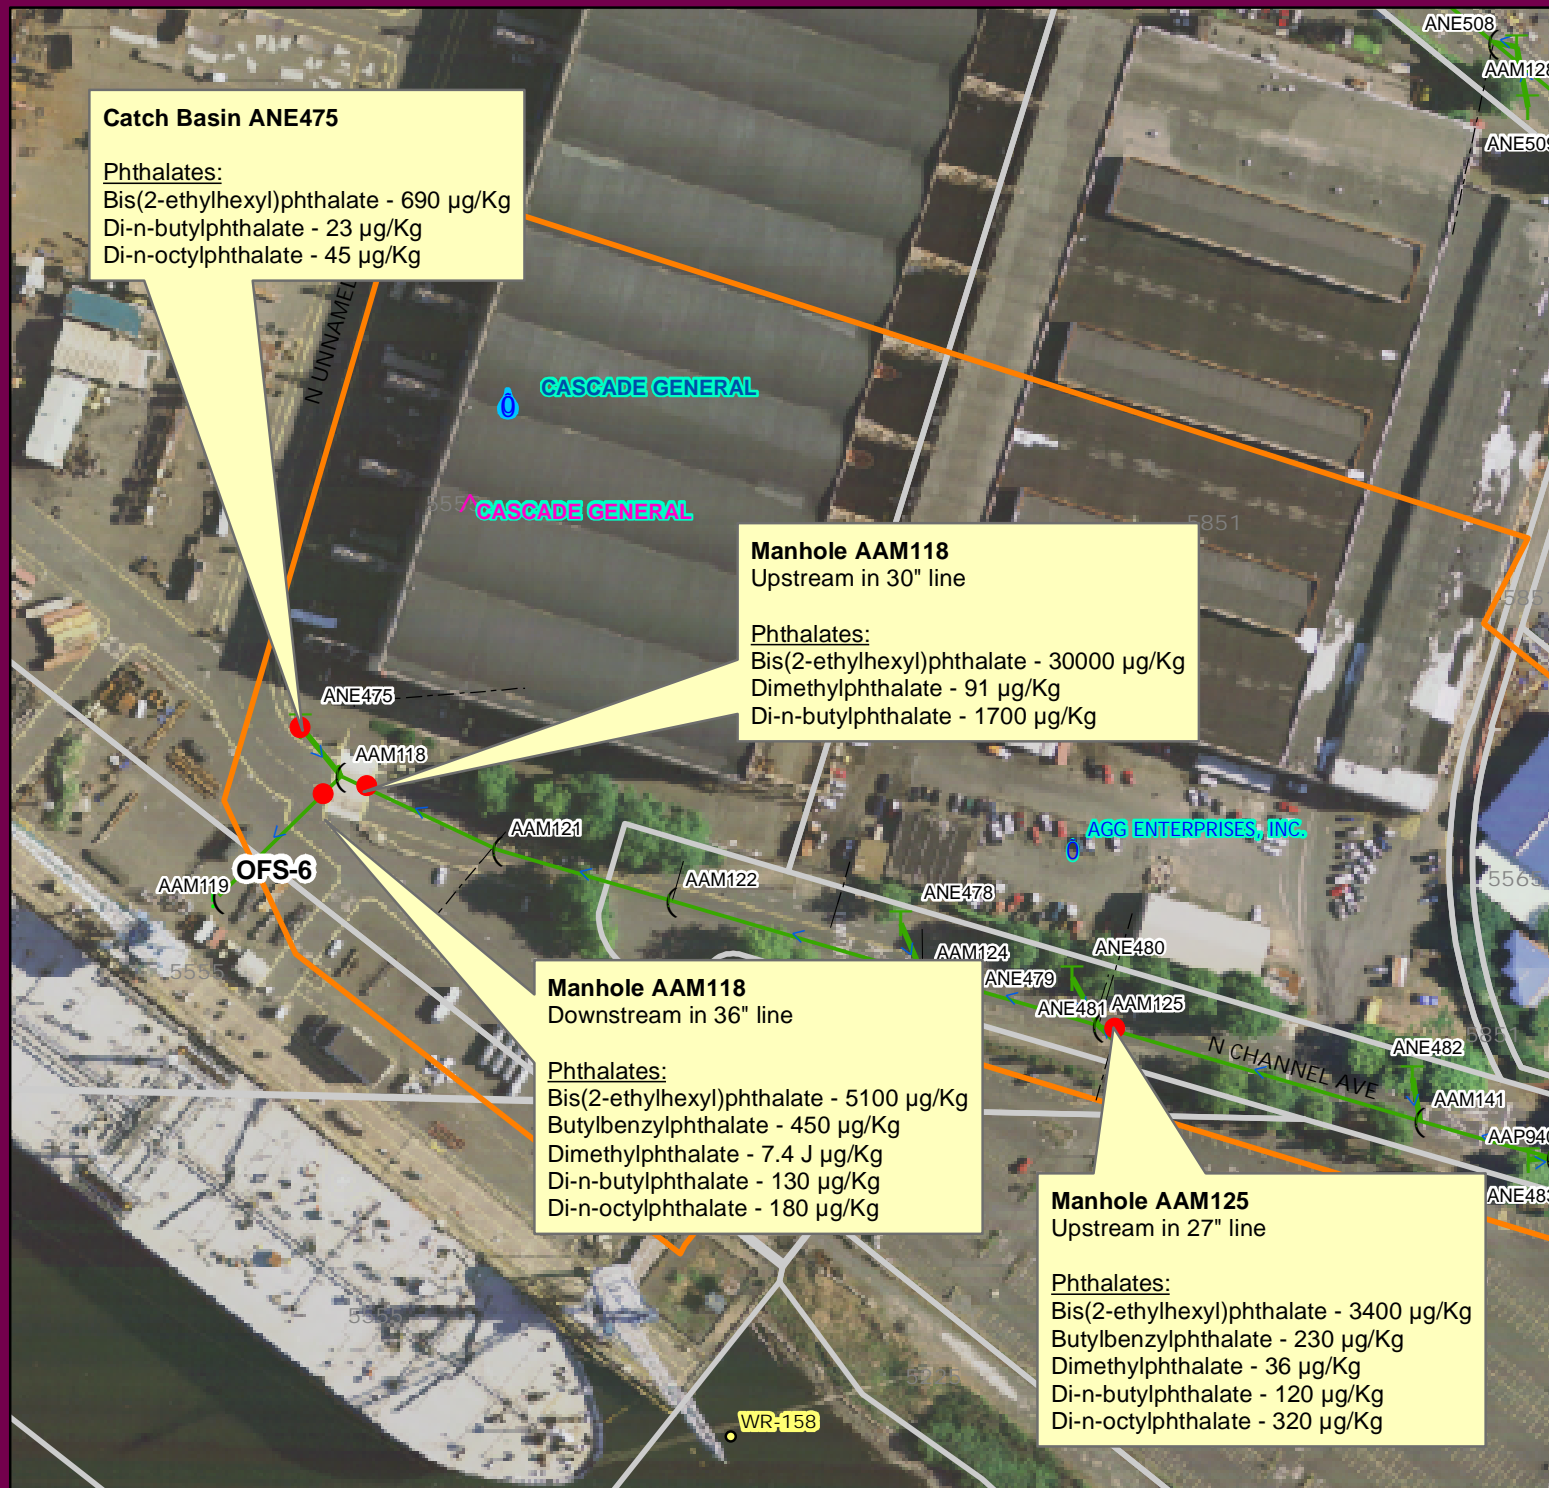 ANE508
AAM128
ANE509
Catch Basin ANE475
Phthalates:
Bis(2-ethylhexyl)phthalate - 690 µg/Kg
Di-n-butylphthalate - 23 µg/Kg
Di-n-octylphthalate - 45 µg/Kg
N UNNAMED
CASCADE GENERAL
CASCADE GENERAL
5851
Manhole AAM118
Upstream in 30" line
Phthalates:
Bis(2-ethylhexyl)phthalate - 30000 µg/Kg
Dimethylphthalate - 91 µg/Kg
Di-n-butylphthalate - 1700 µg/Kg
ANE475
AAM118
AAM121
AGG ENTERPRISES, INC.
OFS-6
AAM119
AAM122
ANE478
5565
5555
AAM124
ANE480
ANE479
ANE481
AAM125
N CHANNEL AVE
5851
ANE482
AAM141
AAP940
ANE483
Manhole AAM118
Downstream in 36" line
Phthalates:
Bis(2-ethylhexyl)phthalate - 5100 µg/Kg
Butylbenzylphthalate - 450 µg/Kg
Dimethylphthalate - 7.4 J µg/Kg
Di-n-butylphthalate - 130 µg/Kg
Di-n-octylphthalate - 180 µg/Kg
Manhole AAM125
Upstream in 27" line
Phthalates:
Bis(2-ethylhexyl)phthalate - 3400 µg/Kg
Butylbenzylphthalate - 230 µg/Kg
Dimethylphthalate - 36 µg/Kg
Di-n-butylphthalate - 120 µg/Kg
Di-n-octylphthalate - 320 µg/Kg
5555
WR-158